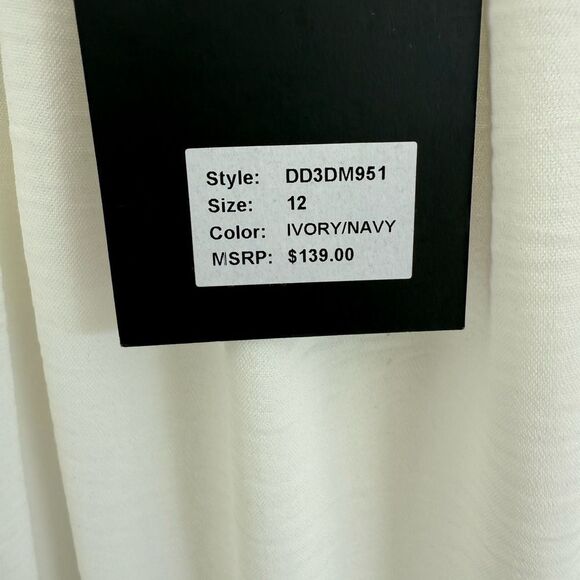 Style: DD3DM951
Size: 12
Color: IVORY/NAVY
MSRP: $139.00